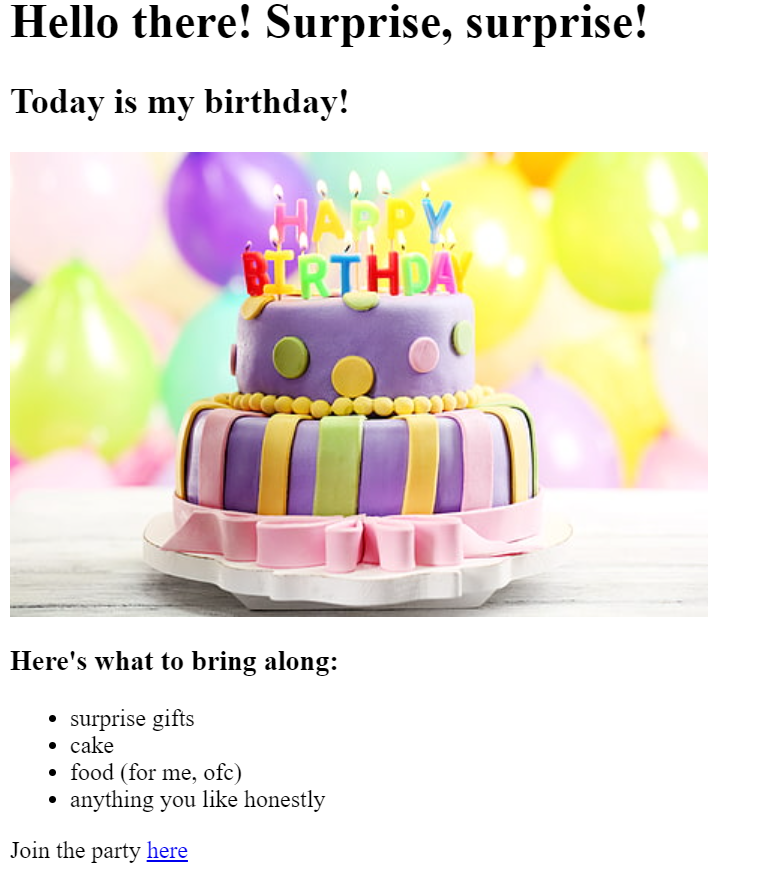 Hello there! Surprise, surprise!
Today is my birthday!
HAPPY
BIRTHDAY
Here's what to bring along:
surprise gifts
cake
food (for me, ofc)
anything you like honestly
Join the party here